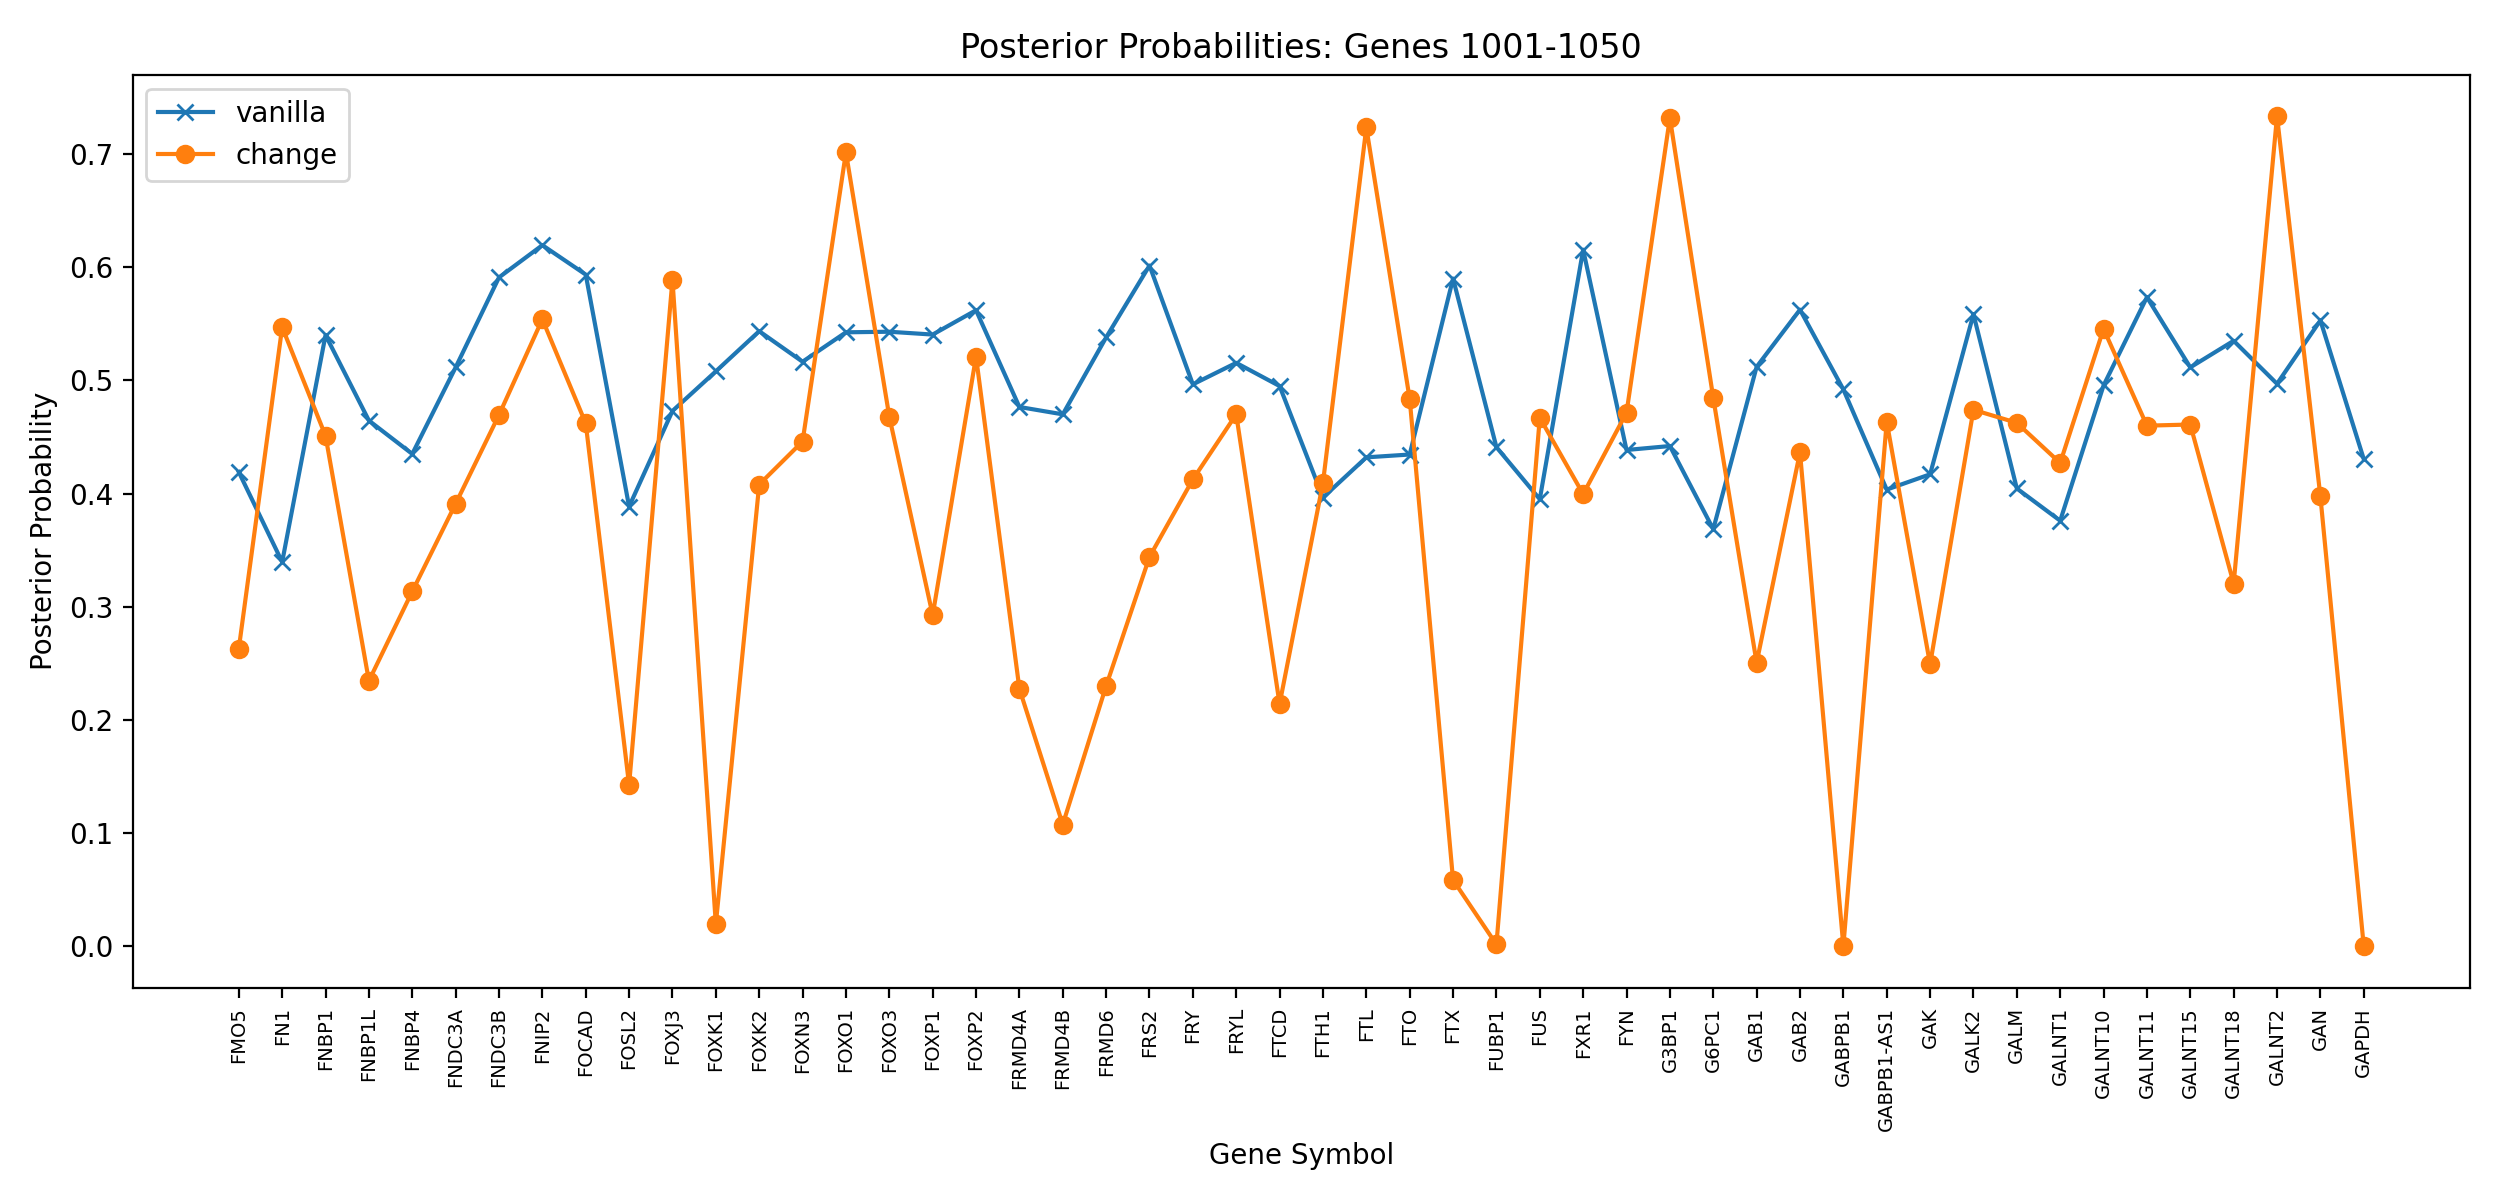 Posterior Probabilities: Genes 1001-1050
vanilla
change
Posterior Probability
0.7
0.6
0.5
0.4
0.3
0.2
0.1
0.0
FMO5
FN1
FNBP1
FNBP1L
FNBP4
FNDC3A
FNDC3B
FNIP2
FOCAD
FOSL2
FOXJ3
FOXK1
FOXK2
FOXN3
FOXO1
FOXO3
FOXP1
FOXP2
FRMD4A
FRMD4B
FRMD6
FRS2
FRY
FRYL
FTCD
FTH1
FTL
FTO
FTX
FUBP1
FUS
FXR1
FYN
G3BP1
G6PC1
GAB1
GAB2
GABPB1
GABPB1-AS1
GAK
GALK2
GALM
GALNT1
GALNT10
GALNT11
GALNT15
GALNT18
GALNT2
GAN
GAPDH
Gene Symbol